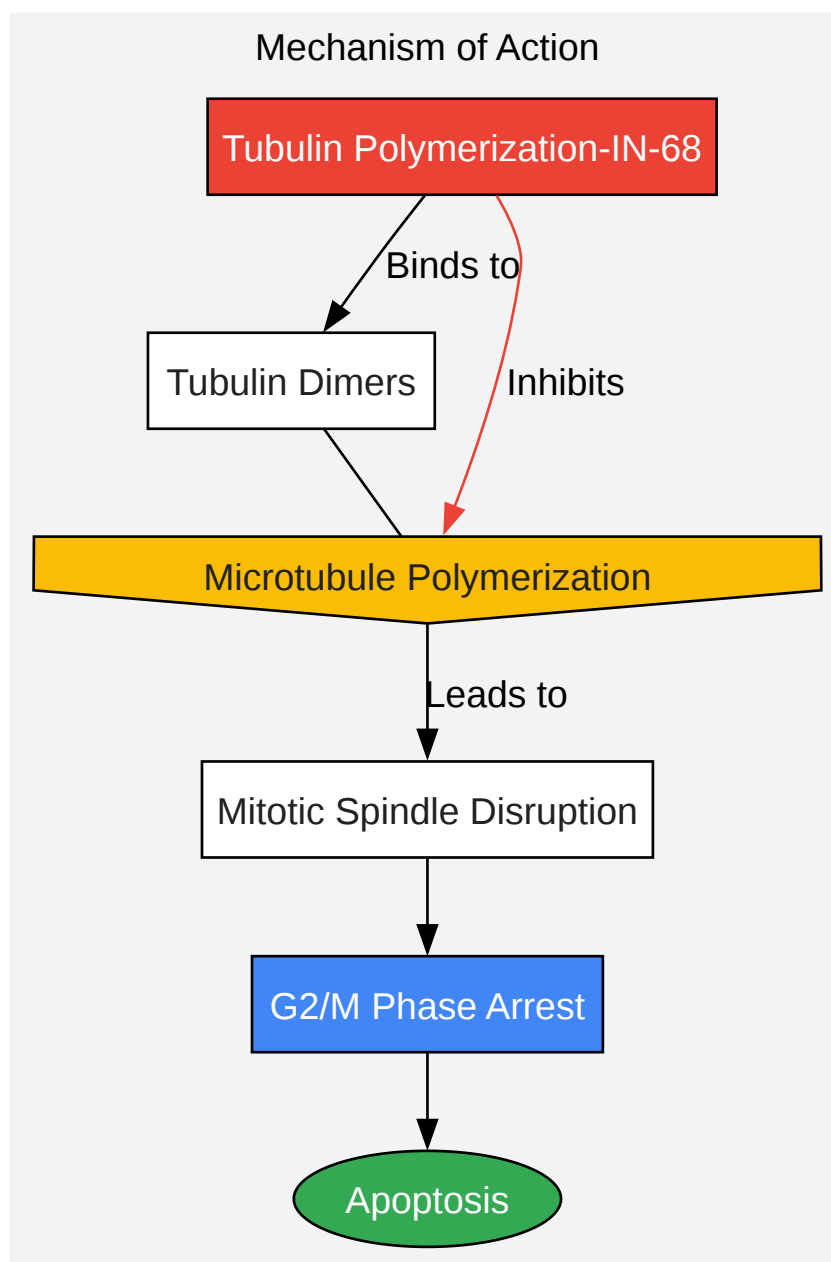 Mechanism of Action
Tubulin Polymerization-IN-68
Binds to
Tubulin Dimers
Inhibits
Microtubule Polymerization
Leads to
Mitotic Spindle Disruption
G2/M Phase Arrest
Apoptosis